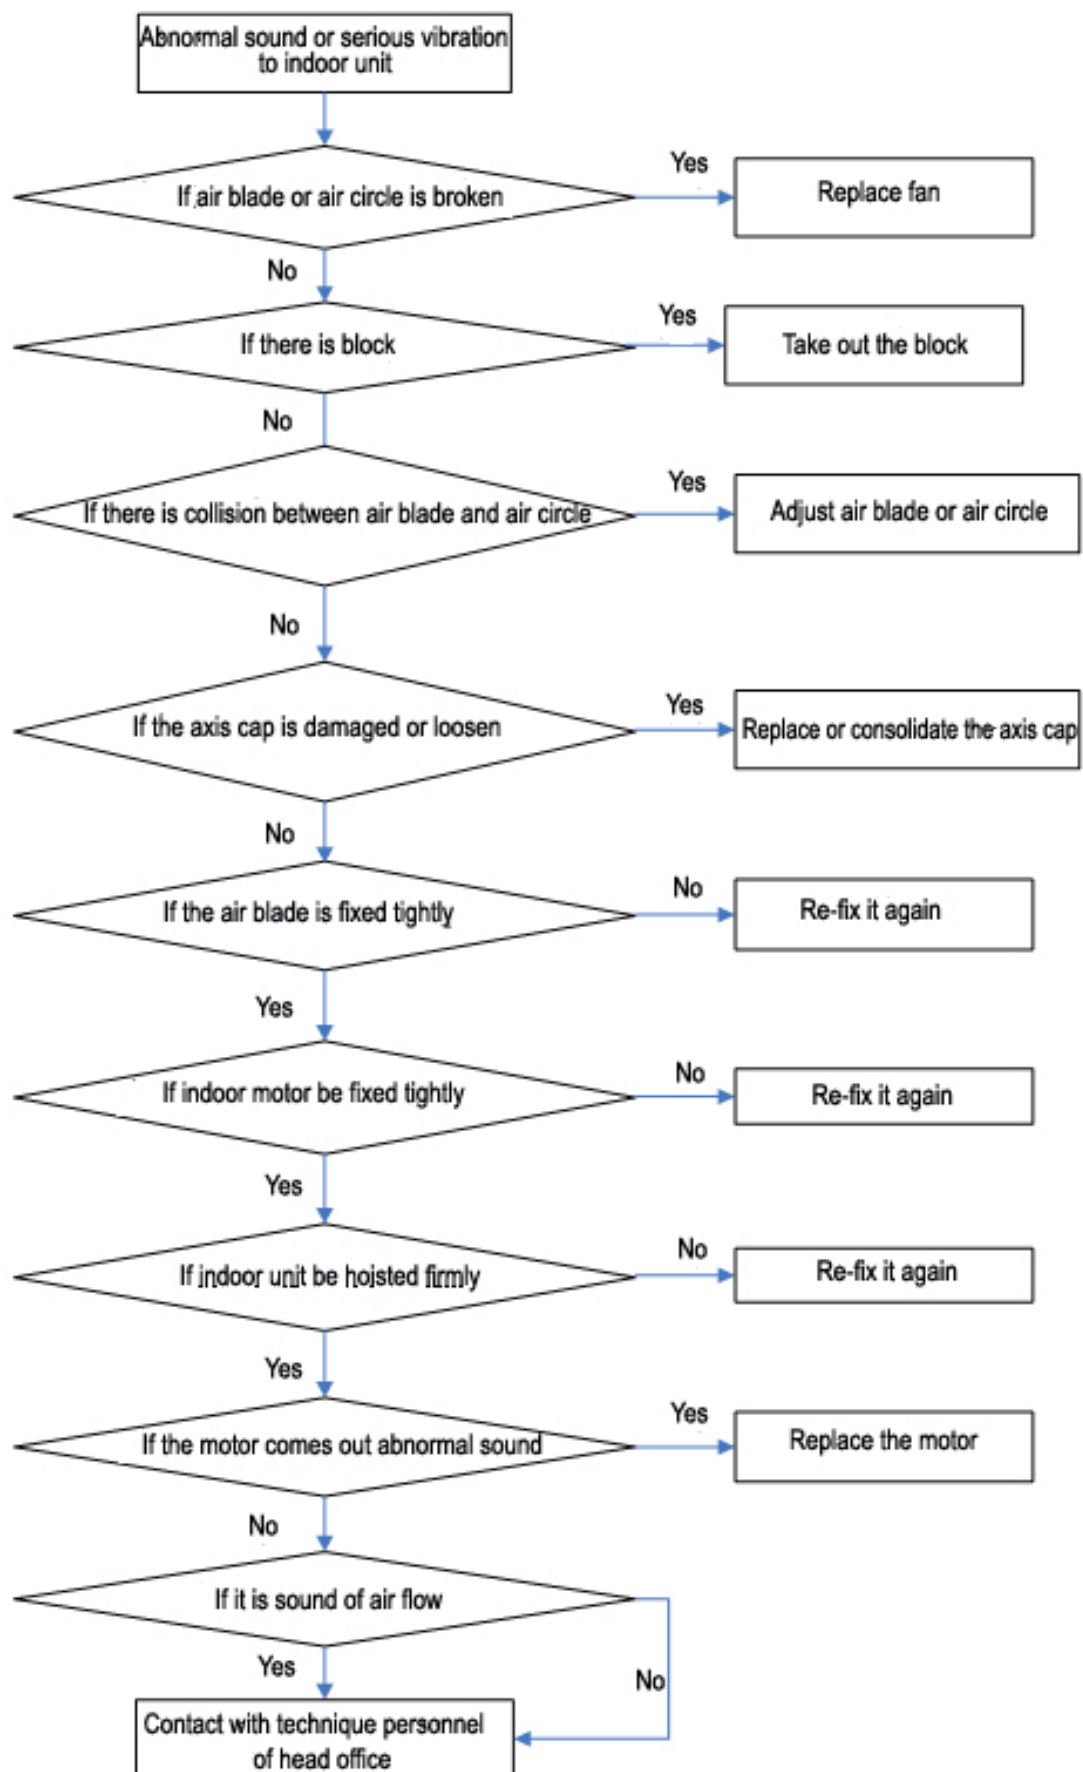 Abnormal sound or serious vibration
to indoor unit
If air blade or air circle is broken
Yes
Replace fan
No
If there is block
Yes
Take out the block
No
If there is collision between air blade and air circle
Yes
Adjust air blade or air circle
No
If the axis cap is damaged or loosen
Yes
Replace or consolidate the axis cap
No
If the air blade is fixed tightly
No
Re-fix it again
Yes
If indoor motor be fixed tightly
No
Re-fix it again
Yes
If indoor unit be hoisted firmly
No
Re-fix it again
Yes
If the motor comes out abnormal sound
Yes
Replace the motor
No
If it is sound of air flow
Yes
No
Contact with technique personnel
of head office